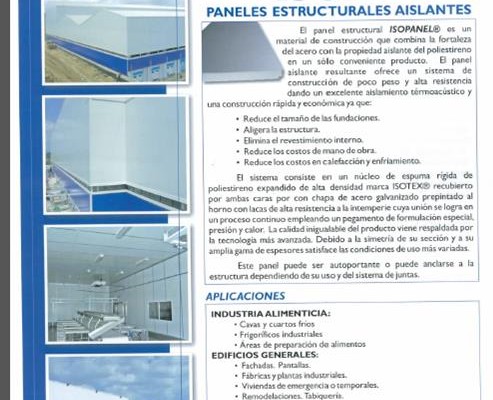 PANELES ESTRUCTURALES AISLANTES
El panel estructural ISOPANEL® es un
material de construcción que combina la fortaleza
del acero con la propiedad aislante del poliestireno
en un sólo conveniente producto. El panel
aislante resultante ofrece un sistema de
construcción de poco peso y alta resistencia
dando un excelente aislamiento térmoacústico y
una construcción rápida y económica ya que:
• Reduce el tamaño de las fundaciones.
• Aligera la estructura.
• Elimina el revestimiento interno.
• Reduce los costos de mano de obra.
• Reduce los costos en calefacción y enfriamiento.
El sistema consiste en un núcleo de espuma rígida de
poliestireno expandido de alta densidad marca ISOTEX® recubierto
por ambas caras por con chapa de acero galvanizado prepintado al
horno con lacas de alta resistencia a la intemperie cuya unión se logra en
un proceso continuo empleando un pegamento de formulación especial,
presión y calor. La calidad inigualable del producto viene respaldada por
la tecnología más avanzada. Debido a la simetría de su sección y a su
amplia gama de espesores satisface las condiciones de uso más variadas.
Este panel puede ser autoportante o puede anclarse a la
estructura dependiendo de su uso y del sistema de juntas.
APLICACIONES
INDUSTRIA ALIMENTICIA:
• Cavas y cuartos fríos
• Frigoríficos industriales
• Áreas de preparación de alimentos
EDIFICIOS GENERALES:
• Fachadas. Pantallas.
• Fábricas y plantas industriales.
• Viviendas de emergencia o temporales.
• Remodelaciones. Tabiquería.